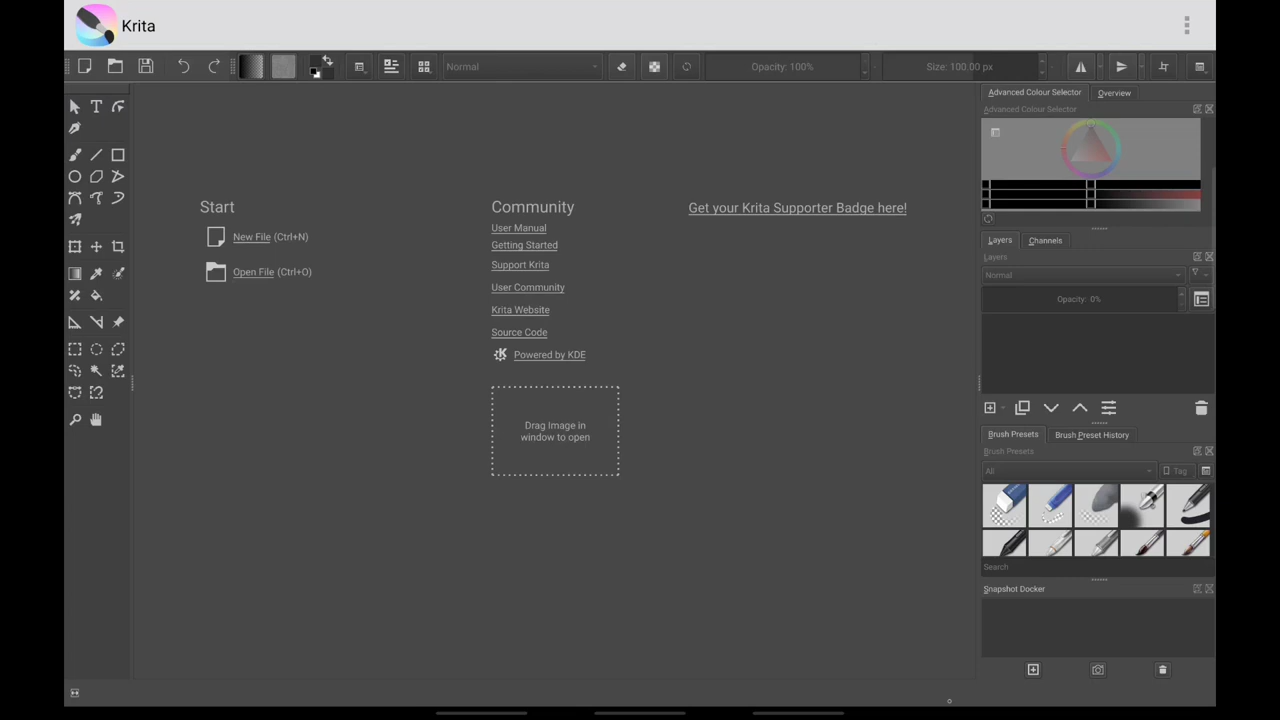 Krita
Normal
Opacity: 100%
Size: 100.00 px
Advanced Colour Selector
Overview
Advanced Colour Selector
Start
New File (Ctrl+N)
Open File (Ctrl+O)
Community
User Manual
Getting Started
Support Krita
User Community
Krita Website
Source Code
Powered by KDE
Drag Image in
window to open
Get your Krita Supporter Badge here!
Layers
Channels
Layers
Normal
Opacity: 0%
Brush Presets
Brush Preset History
Brush Presets
All
Tag
Search
Snapshot Docker